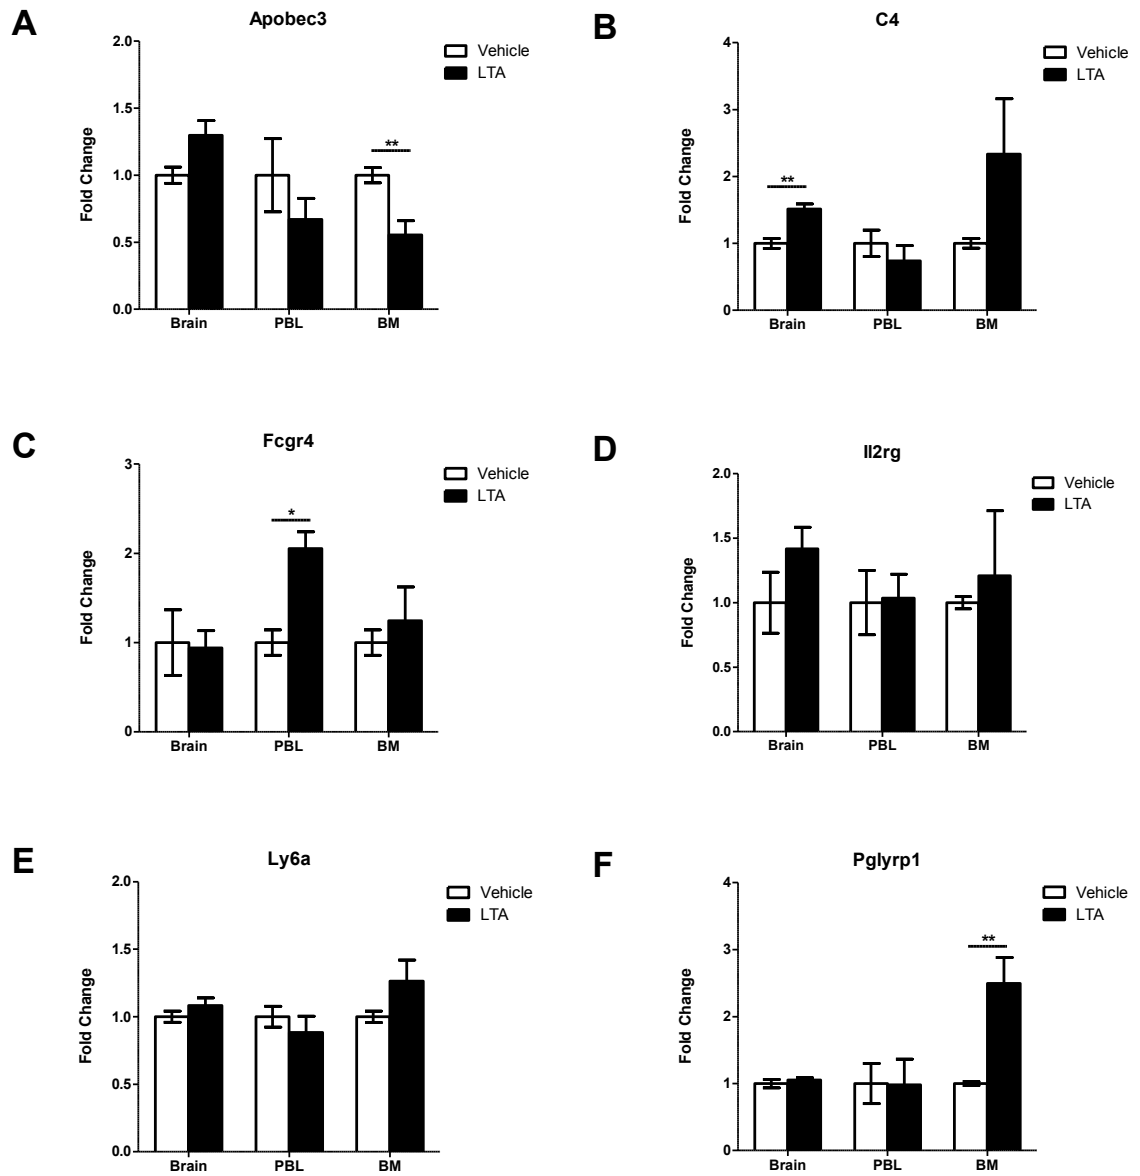 A
Apobec3
Vehicle
LTA
Fold Change
2.0
1.5
1.0
0.5
0.0
**
Brain PBL BM
B
C4
Vehicle
LTA
Fold Change
4
3
2
1
0
**
Brain PBL BM
C
Fcgr4
Vehicle
LTA
Fold Change
3
2
1
0
*
Brain PBL BM
D
Il2rg
Vehicle
LTA
Fold Change
2.0
1.5
1.0
0.5
0.0
Brain PBL BM
E
Ly6a
Vehicle
LTA
Fold Change
2.0
1.5
1.0
0.5
0.0
Brain PBL BM
F
Pglyrp1
Vehicle
LTA
Fold Change
4
3
2
1
0
**
Brain PBL BM